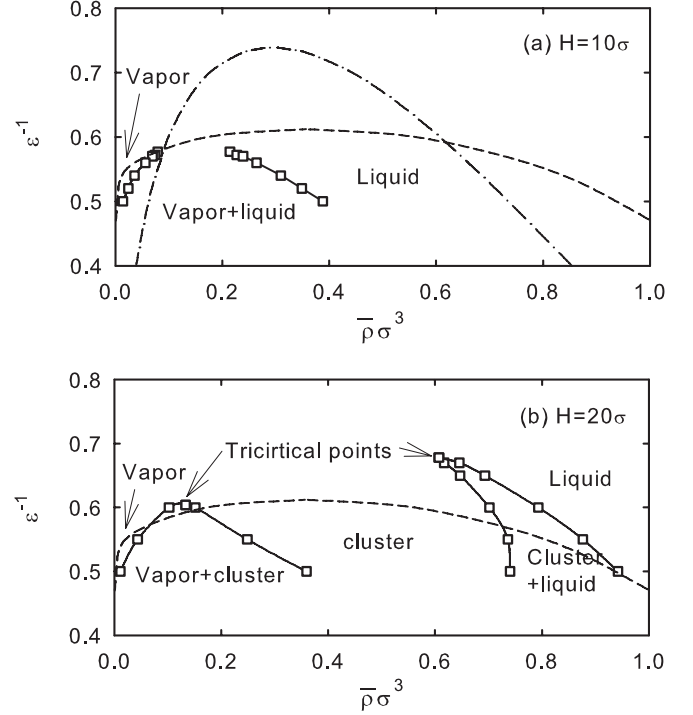 0.8
(a) H=10σ
Vapor
0.7
ε⁻¹
0.6
Liquid
0.5
Vapor+liquid
0.4
0.0 0.2 0.4 0.6 0.8 1.0
ρ̅σ³
0.8
(b) H=20σ
0.7
Tricirtical points
Vapor
Liquid
ε⁻¹
0.6
cluster
0.5
Vapor+cluster
Cluster
+liquid
0.4
0.0 0.2 0.4 0.6 0.8 1.0
ρ̅σ³